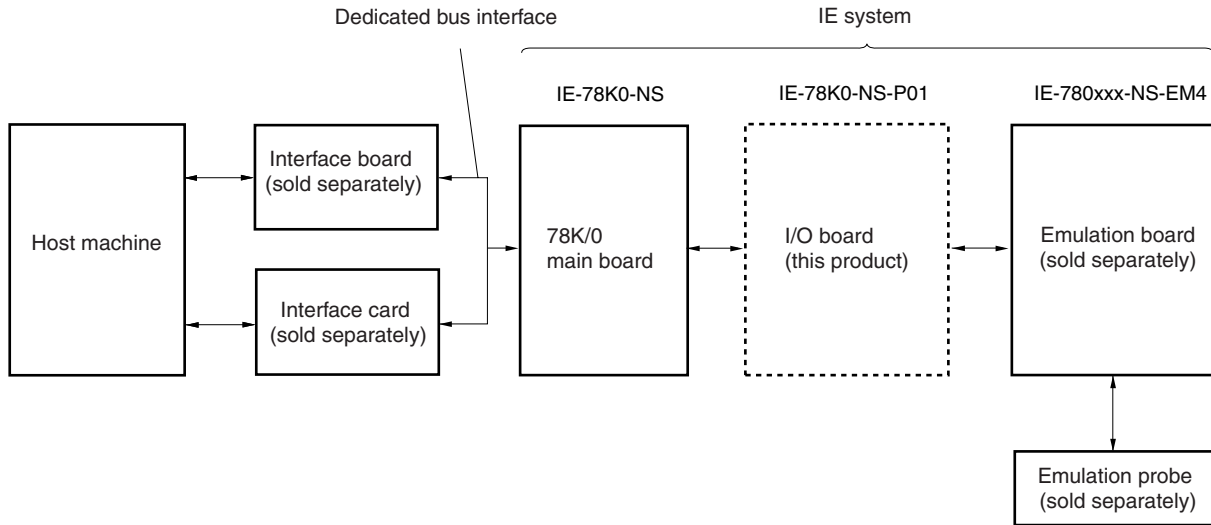 Dedicated bus interface
IE system
IE-78K0-NS
IE-78K0-NS-P01
IE-780xxx-NS-EM4
Host machine
Interface board
(sold separately)
Interface card
(sold separately)
78K/0
main board
I/O board
(this product)
Emulation board
(sold separately)
Emulation probe
(sold separately)